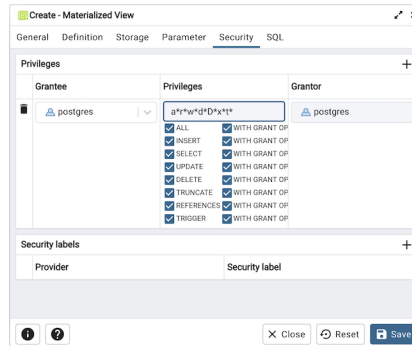 Create - Materialized View
General Definition Storage Parameter Security SQL
Privileges
Grantee Privileges Grantor
postgres a*r*w*d*D*x*t* postgres
ALL WITH GRANT OP
INSERT WITH GRANT OP
SELECT WITH GRANT OP
UPDATE WITH GRANT OP
DELETE WITH GRANT OP
TRUNCATE WITH GRANT OP
REFERENCES WITH GRANT OP
TRIGGER WITH GRANT OP
Security labels
Provider Security label
Close Reset Save